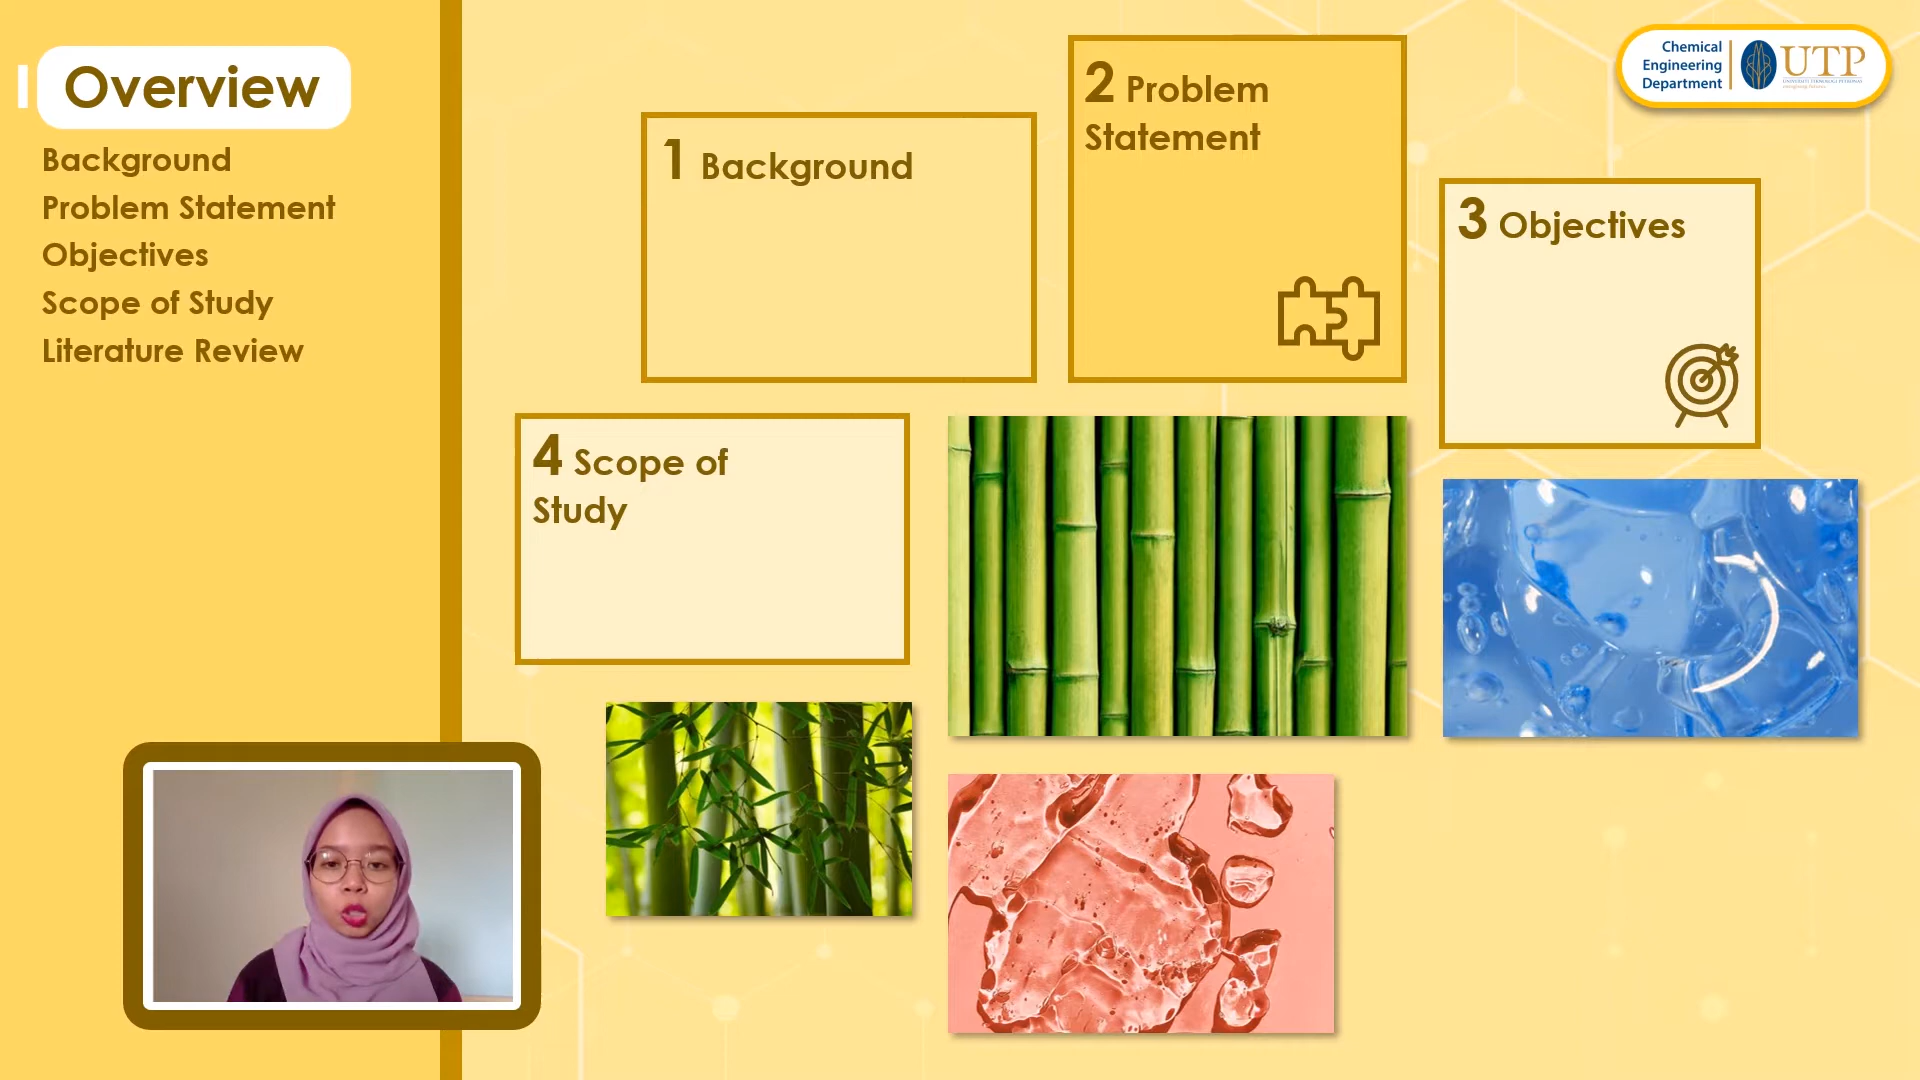 Overview
Background
Problem Statement
Objectives
Scope of Study
Literature Review
1 Background
2 Problem
Statement
3 Objectives
4 Scope of
Study
Chemical
Engineering
Department
UTP